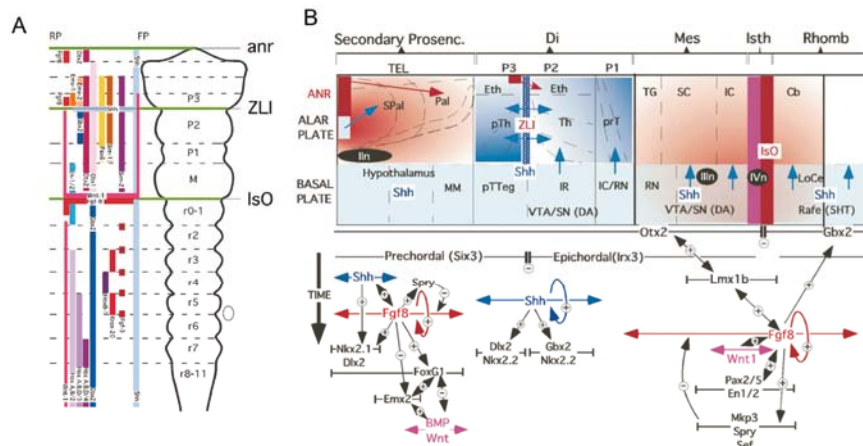 A
RP
FP
anr
P3
ZLI
P2
P1
M
IsO
r0-1
r2
r3
r4
r5
r6
r7
r8-11
B
Secondary Prosenc.
Di
Mes
Isth
Rhomb
TEL
P3
P2
P1
ANR
ALAR
PLATE
SPal
Pal
IIn
Eth
Eth
pTh
ZLI
Th
prT
TG
SC
IC
Cb
IsO
BASAL
PLATE
Hypothalamus
Shh
MM
Shh
pTTeg
IR
IC/RN
VTA/SN (DA)
RN
Shh
IIIn
IVn
VTA/SN (DA)
LoCe
Shh
Rafe (SHT)
Otx2
Gbx2
Prechordal (Six3)
Epichordal(Irx3)
TIME
Shh
Spry
Fgf8
Nkx2.1
Dlx2
FoxG1
Emx2
BMP
Wnt
Shh
Dlx2
Nkx2.2
Gbx2
Nkx2.2
Lmx1b
Fgf8
Wnt1
Pax2/5
En1/2
Mkp3
Spry
Sef